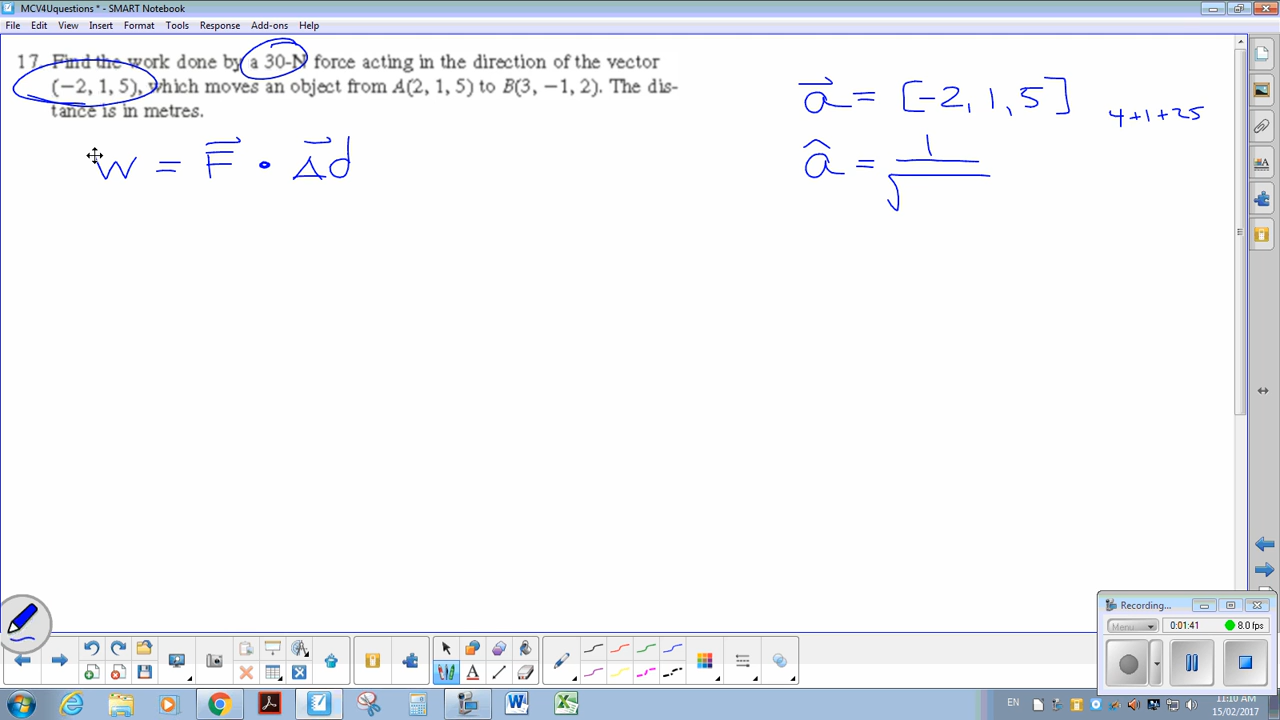 MCV4Uquestions * - SMART Notebook
File Edit View Insert Format Tools Response Add-ons Help
17. Find the work done by a 30-N force acting in the direction of the vector
(−2, 1, 5), which moves an object from A(2, 1, 5) to B(3, −1, 2). The dis-
tance is in metres.
a = [-2, 1, 5]
4+1+25
W = F • Δd
â = 1
√
Recording...
Menu
0:01:41
8.0 fps
EN
11:10 AM
15/02/2017